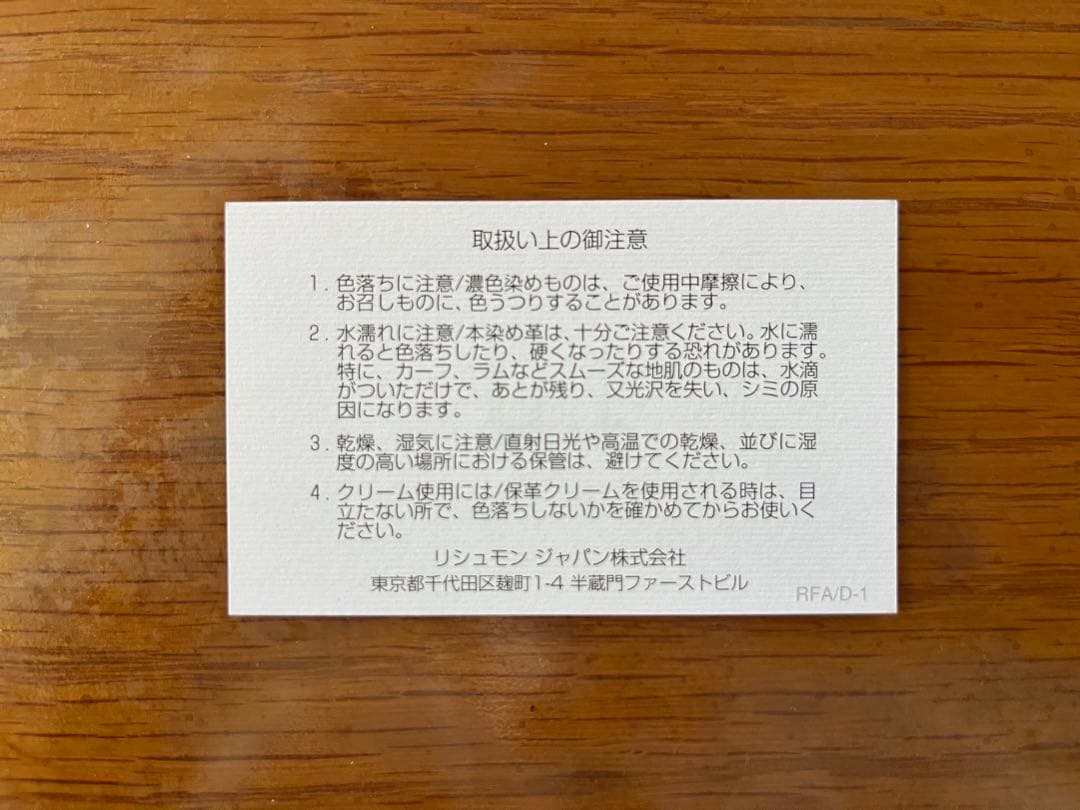 取扱い上の御注意
1. 色落ちに注意/濃色染めものは、ご使用中摩擦により、
お召しものに、色うつりすることがあります。
2. 水濡れに注意/本染め革は、十分ご注意ください。水に濡
れると色落ちしたり、硬くなったりする恐れがあります。
特に、カーフ、ラムなどスムーズな地肌のものは、水滴
がついただけで、あとが残り、又光沢を失い、シミの原
因になります。
3. 乾燥、湿気に注意/直射日光や高温での乾燥、並びに湿
度の高い場所における保管は、避けてください。
4. クリーム使用には/保革クリームを使用される時は、目
立たない所で、色落ちしないかを確かめてからお使いく
ださい。
リシュモン ジャパン株式会社
東京都千代田区麹町1-4 半蔵門ファーストビル
RFA/D-1